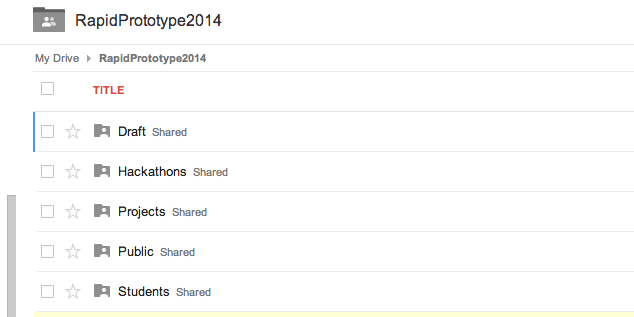 RapidPrototype2014
My Drive RapidPrototype2014
TITLE
Draft Shared
Hackathons Shared
Projects Shared
Public Shared
Students Shared